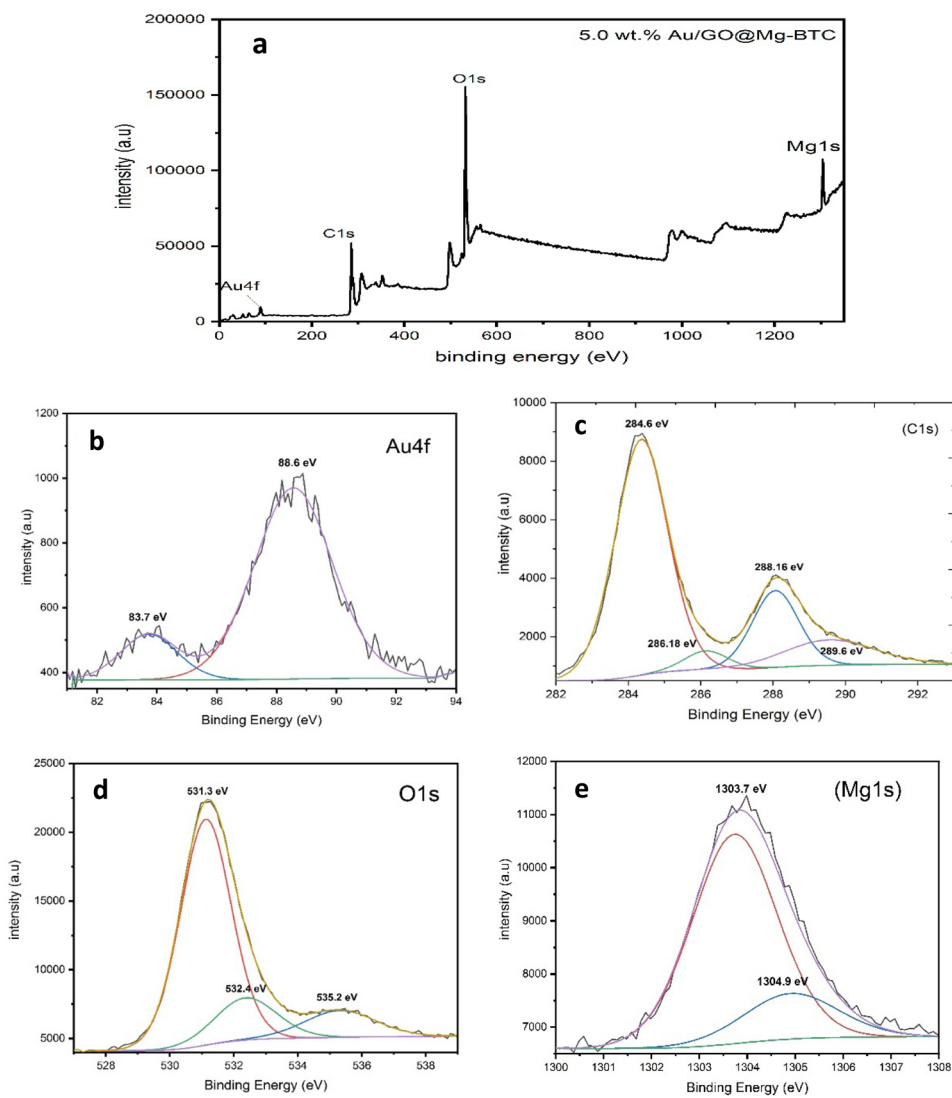 a
5.0 wt.% Au/GO@Mg-BTC
200000
150000
100000
50000
0
intensity (a.u)
O1s
Mg1s
C1s
Au4f
0 200 400 600 800 1000 1200
binding energy (eV)
b
Au4f
1200
1000
800
600
400
intensity (a.u)
88.6 eV
83.7 eV
82 84 86 88 90 92 94
Binding Energy (eV)
c
(C1s)
10000
8000
6000
4000
2000
intensity (a.u)
284.6 eV
288.16 eV
286.18 eV
289.6 eV
282 284 286 288 290 292
Binding Energy (eV)
d
O1s
25000
20000
15000
10000
5000
intensity (a.u)
531.3 eV
532.4 eV
535.2 eV
528 530 532 534 536 538
Binding Energy (eV)
e
(Mg1s)
12000
11000
10000
9000
8000
7000
intensity (a.u)
1303.7 eV
1304.9 eV
1300 1301 1302 1303 1304 1305 1306 1307 1308
Binding Energy (eV)